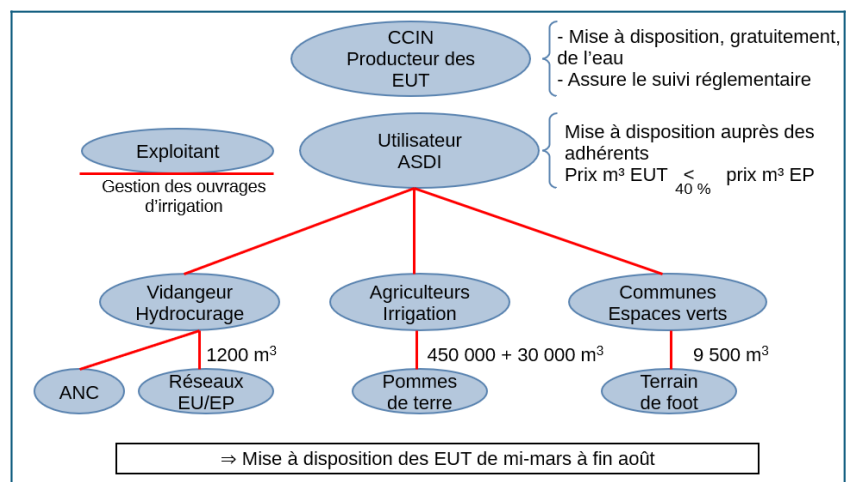 CCIN
Producteur des
EUT
- Mise à disposition, gratuitement,
de l’eau
- Assure le suivi réglementaire
Exploitant
Gestion des ouvrages
d’irrigation
Utilisateur
ASDI
Mise à disposition auprès des
adhérents
Prix m³ EUT < prix m³ EP
40 %
Vidangeur
Hydrocurage
Agriculteurs
Irrigation
Communes
Espaces verts
1200 m³
450 000 + 30 000 m³
9 500 m³
ANC
Réseaux
EU/EP
Pommes
de terre
Terrain
de foot
⇒ Mise à disposition des EUT de mi-mars à fin août